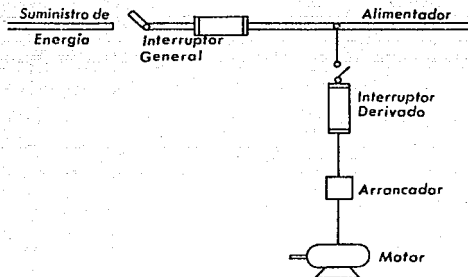 Suministro de
Energía
Interruptor
General
Alimentador
Interruptor
Derivado
Arrancador
Motor